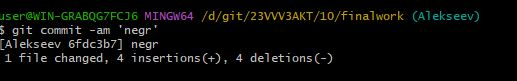 user@WIN-GRABQG7FCJ6 MINGW64 /d/git/23VVV3AKT/10/finalwork (Alekseev)
$ git commit -am 'negr'
[Alekseev 6fdc3b7] negr
1 file changed, 4 insertions(+), 4 deletions(-)